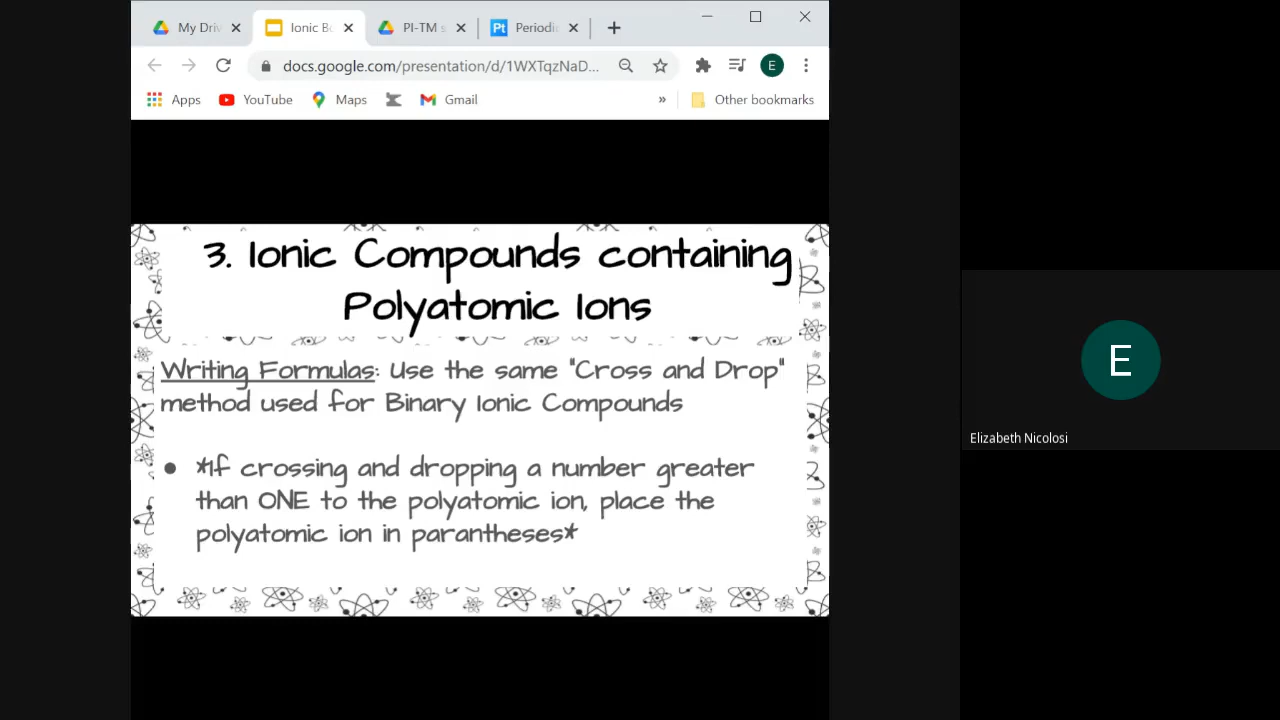 My Driv
Ionic Bo
PI-TM s
Pt
Periodi
docs.google.com/presentation/d/1WXTqzNaD...
E
Apps
YouTube
Maps
Gmail
»
Other bookmarks
3. Ionic Compounds containing
Polyatomic Ions
Writing Formulas: Use the same "Cross and Drop"
method used for Binary Ionic Compounds
● *If crossing and dropping a number greater
than ONE to the polyatomic ion, place the
polyatomic ion in parantheses*
E
Elizabeth Nicolosi